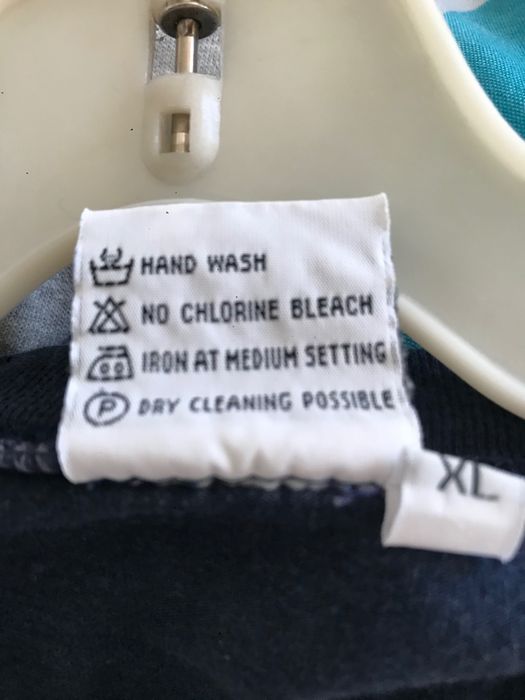 HAND WASH
NO CHLORINE BLEACH
IRON AT MEDIUM SETTING
P DRY CLEANING POSSIBLE
XL